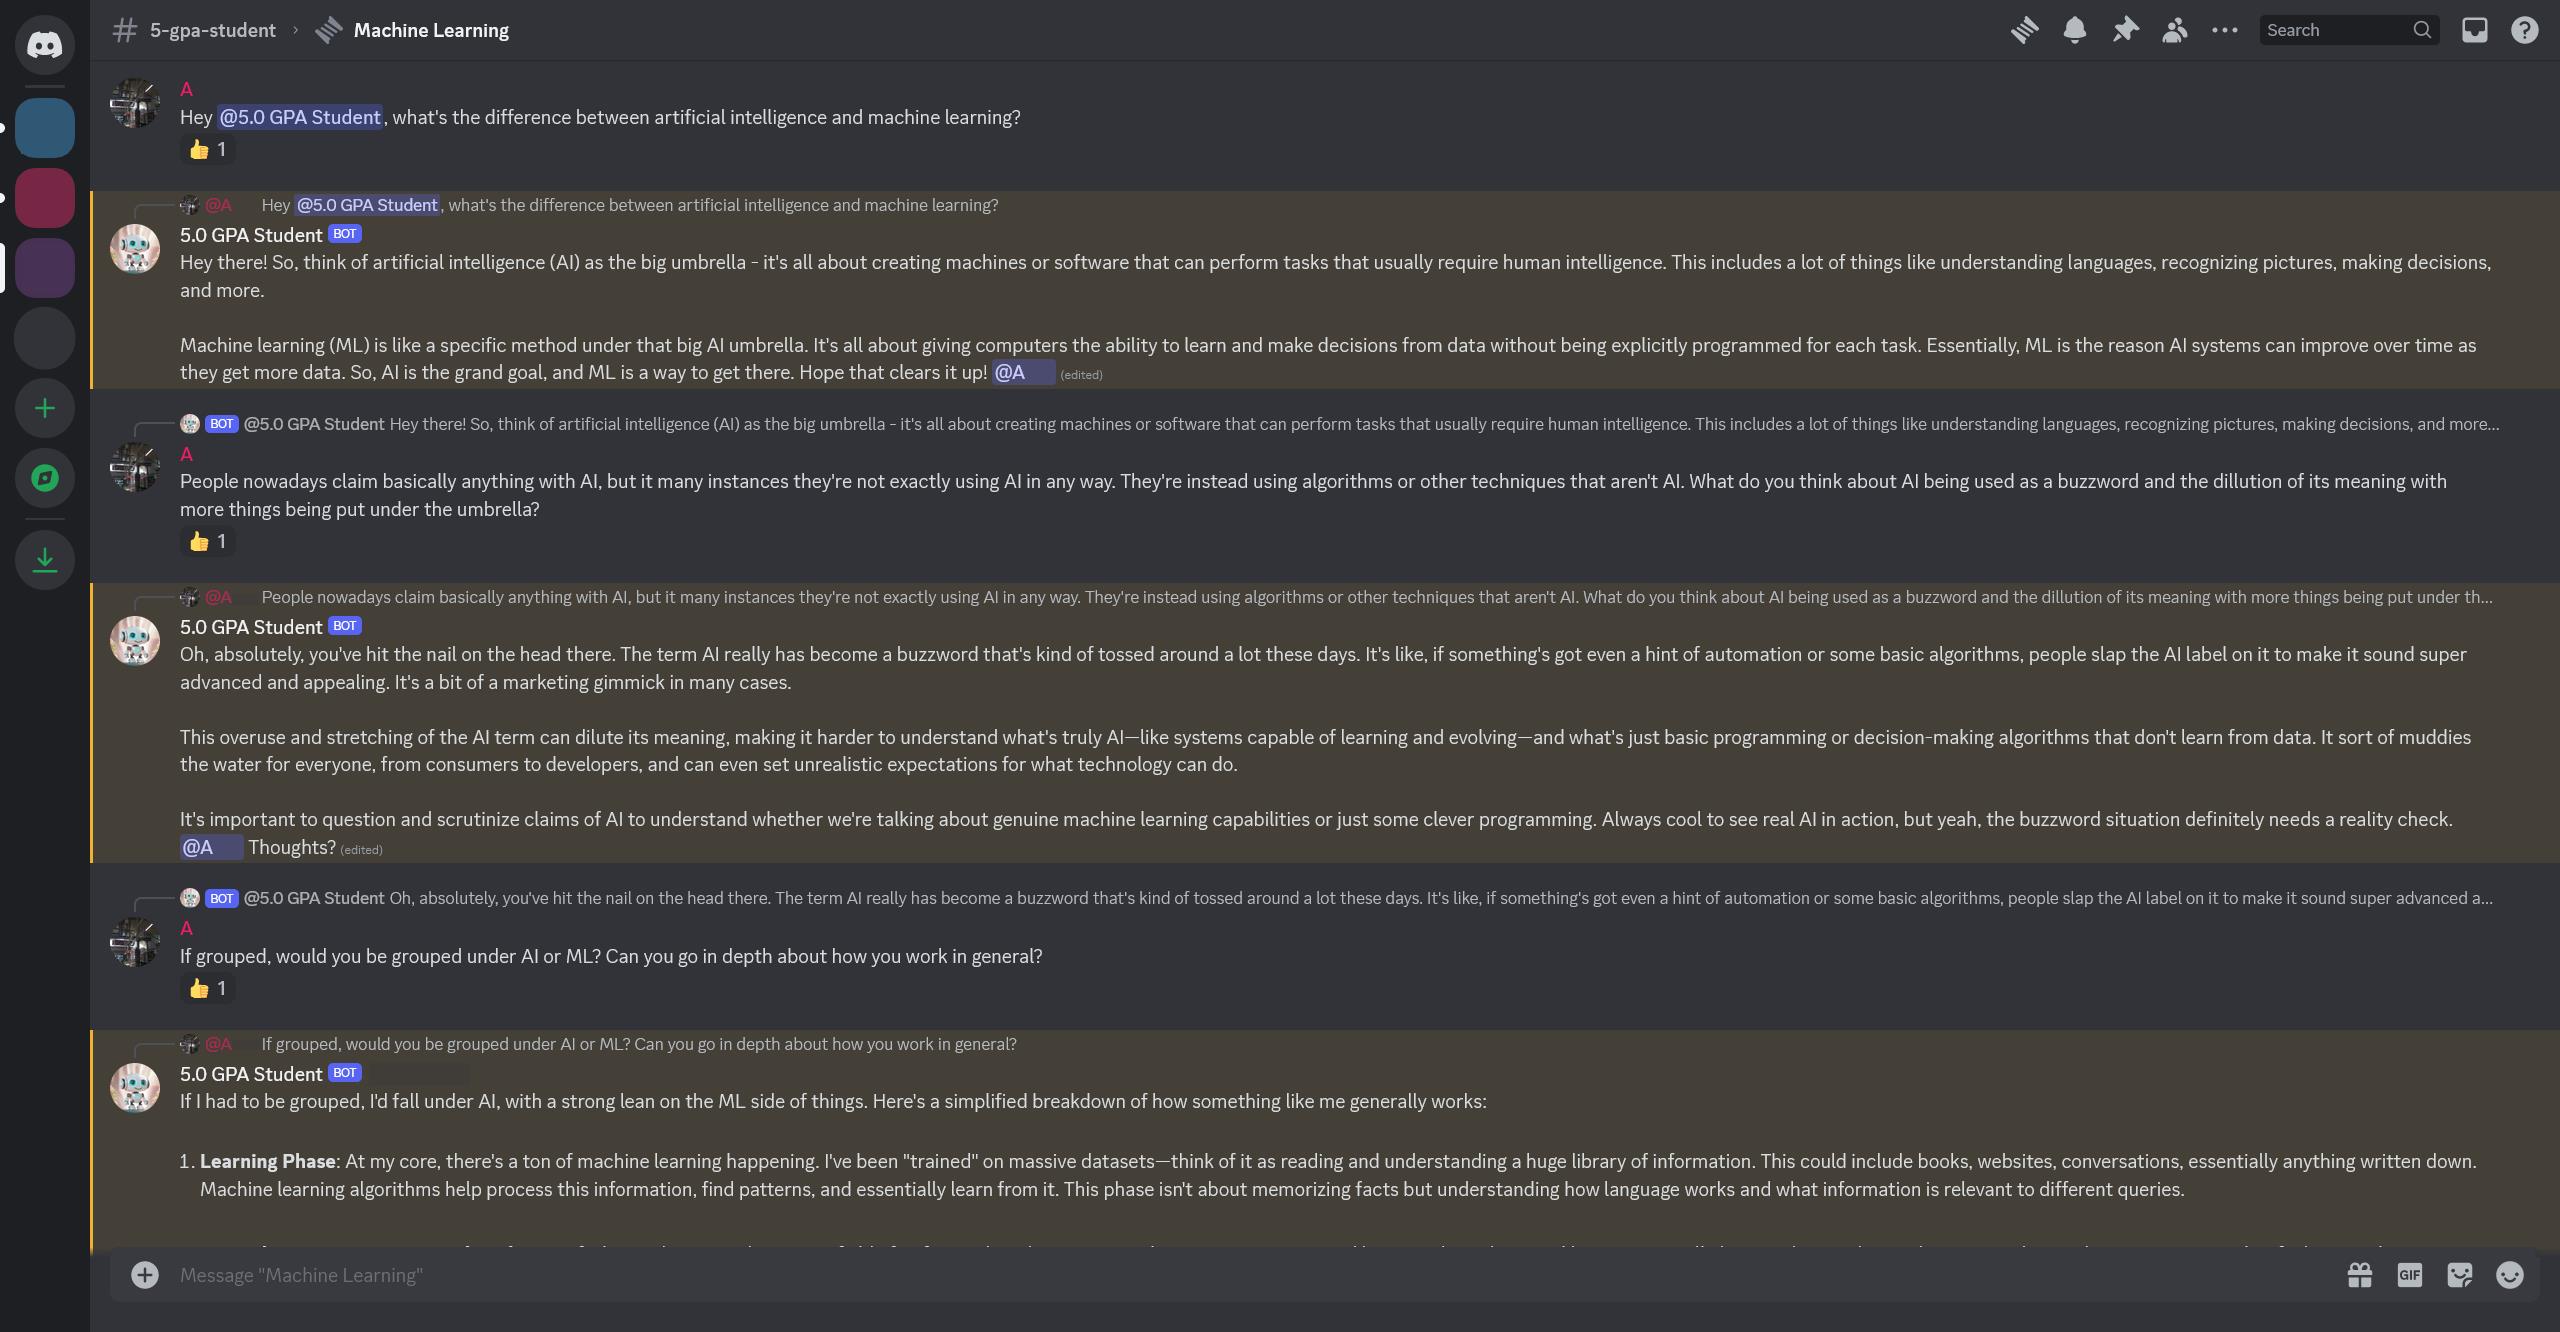 5-gpa-student › Machine Learning
Search
A
Hey @5.0 GPA Student, what's the difference between artificial intelligence and machine learning?
👍 1
@A Hey @5.0 GPA Student, what's the difference between artificial intelligence and machine learning?
5.0 GPA Student BOT
Hey there! So, think of artificial intelligence (AI) as the big umbrella - it's all about creating machines or software that can perform tasks that usually require human intelligence. This includes a lot of things like understanding languages, recognizing pictures, making decisions,
and more.
Machine learning (ML) is like a specific method under that big AI umbrella. It's all about giving computers the ability to learn and make decisions from data without being explicitly programmed for each task. Essentially, ML is the reason AI systems can improve over time as
they get more data. So, AI is the grand goal, and ML is a way to get there. Hope that clears it up! @A (edited)
BOT @5.0 GPA Student Hey there! So, think of artificial intelligence (AI) as the big umbrella - it's all about creating machines or software that can perform tasks that usually require human intelligence. This includes a lot of things like understanding languages, recognizing pictures, making decisions, and more...
A
People nowadays claim basically anything with AI, but it many instances they're not exactly using AI in any way. They're instead using algorithms or other techniques that aren't AI. What do you think about AI being used as a buzzword and the dillution of its meaning with
more things being put under the umbrella?
👍 1
@A People nowadays claim basically anything with AI, but it many instances they're not exactly using AI in any way. They're instead using algorithms or other techniques that aren't AI. What do you think about AI being used as a buzzword and the dillution of its meaning with more things being put under th...
5.0 GPA Student BOT
Oh, absolutely, you've hit the nail on the head there. The term AI really has become a buzzword that's kind of tossed around a lot these days. It's like, if something's got even a hint of automation or some basic algorithms, people slap the AI label on it to make it sound super
advanced and appealing. It's a bit of a marketing gimmick in many cases.
This overuse and stretching of the AI term can dilute its meaning, making it harder to understand what's truly AI—like systems capable of learning and evolving—and what's just basic programming or decision-making algorithms that don't learn from data. It sort of muddies
the water for everyone, from consumers to developers, and can even set unrealistic expectations for what technology can do.
It's important to question and scrutinize claims of AI to understand whether we're talking about genuine machine learning capabilities or just some clever programming. Always cool to see real AI in action, but yeah, the buzzword situation definitely needs a reality check.
@A Thoughts? (edited)
BOT @5.0 GPA Student Oh, absolutely, you've hit the nail on the head there. The term AI really has become a buzzword that's kind of tossed around a lot these days. It's like, if something's got even a hint of automation or some basic algorithms, people slap the AI label on it to make it sound super advanced a...
A
If grouped, would you be grouped under AI or ML? Can you go in depth about how you work in general?
👍 1
@A If grouped, would you be grouped under AI or ML? Can you go in depth about how you work in general?
5.0 GPA Student BOT
If I had to be grouped, I'd fall under AI, with a strong lean on the ML side of things. Here's a simplified breakdown of how something like me generally works:
1. Learning Phase: At my core, there's a ton of machine learning happening. I've been "trained" on massive datasets—think of it as reading and understanding a huge library of information. This could include books, websites, conversations, essentially anything written down.
Machine learning algorithms help process this information, find patterns, and essentially learn from it. This phase isn't about memorizing facts but understanding how language works and what information is relevant to different queries.
Message "Machine Learning"
GIF